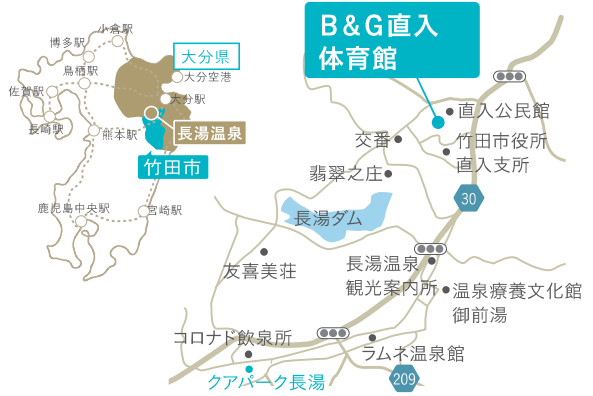 小倉駅
博多駅
鳥栖駅
佐賀駅
長崎駅
熊本駅
鹿児島中央駅
宮崎駅
大分県
大分空港
大分駅
長湯温泉
竹田市
B&G直入
体育館
直入公民館
交番
竹田市役所
直入支所
翡翠之庄
30
長湯ダム
友喜美荘
長湯温泉
観光案内所
温泉療養文化館
御前湯
コロナド飲泉所
ラムネ温泉館
クアパーク長湯
209